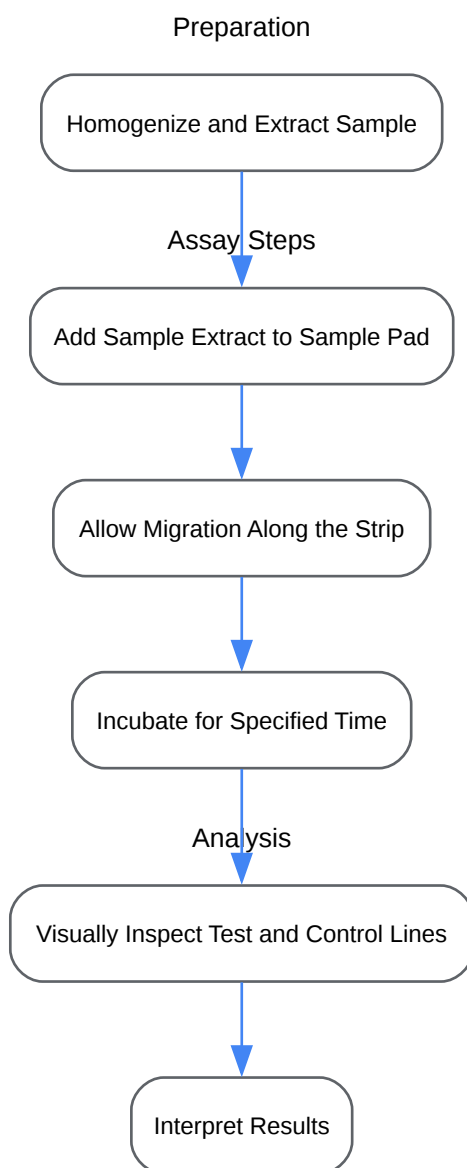 Preparation
Homogenize and Extract Sample
Assay Steps
Add Sample Extract to Sample Pad
Allow Migration Along the Strip
Incubate for Specified Time
Analysis
Visually Inspect Test and Control Lines
Interpret Results